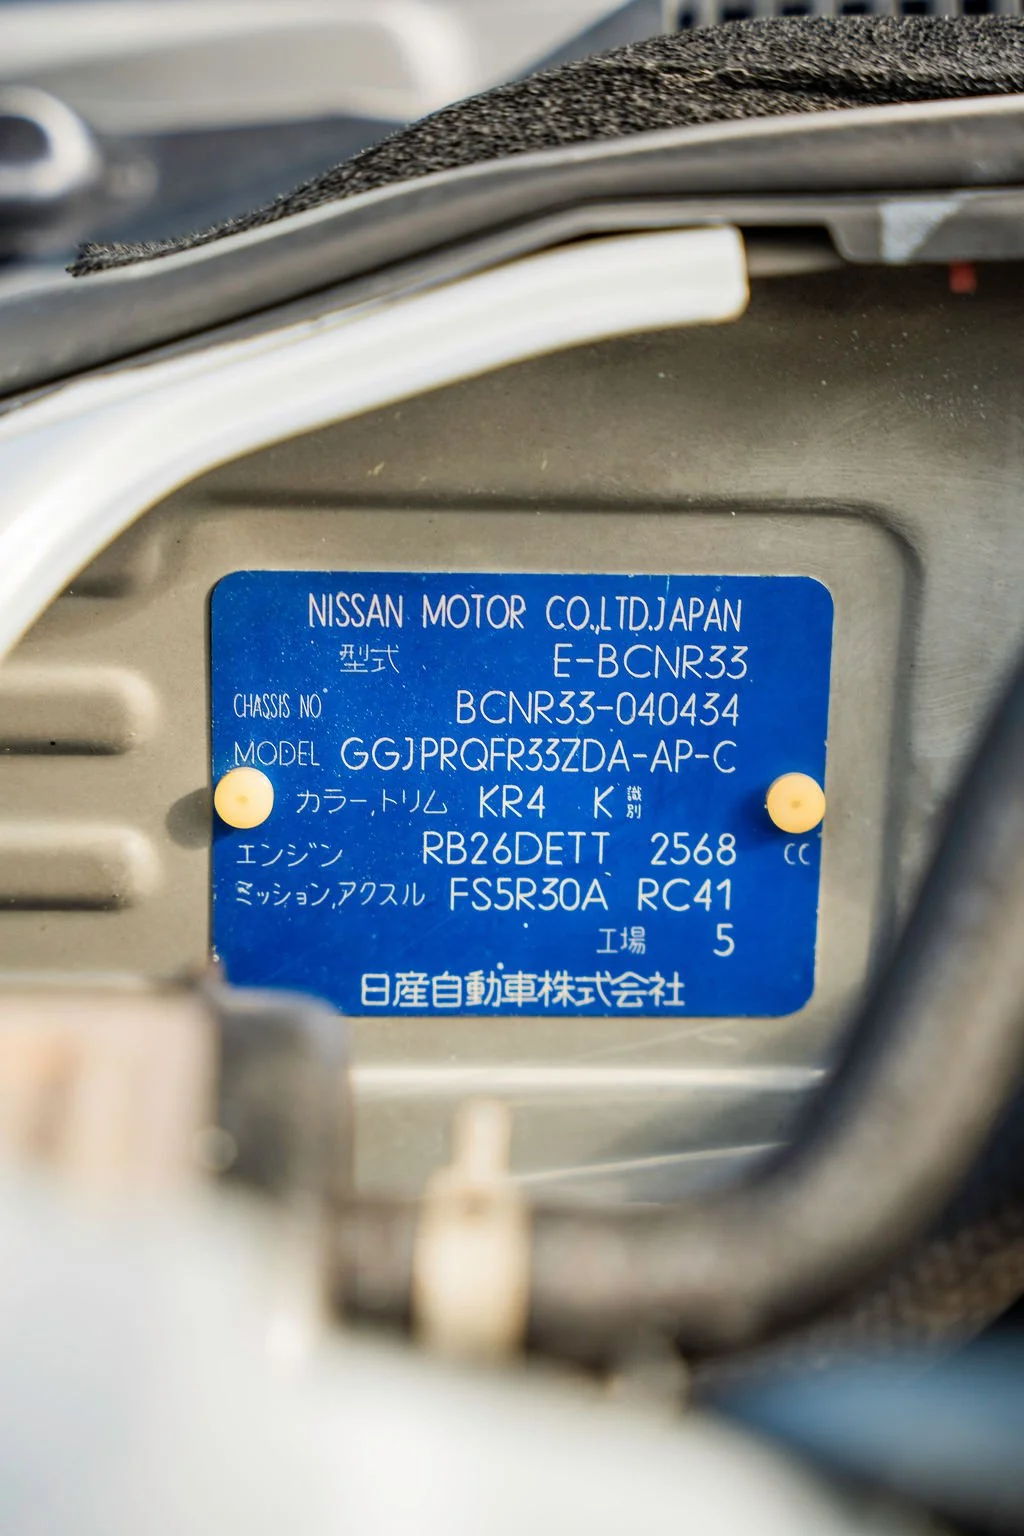 NISSAN MOTOR CO.,LTD.JAPAN
型式 E-BCNR33
CHASSIS NO. BCNR33-040434
MODEL GGJPRQFR33ZDA-AP-C
カラー,トリム KR4 K 識別
エンジン RB26DETT 2568 CC
ミッション,アクスル FS5R30A RC41
工場 5
日産自動車株式会社